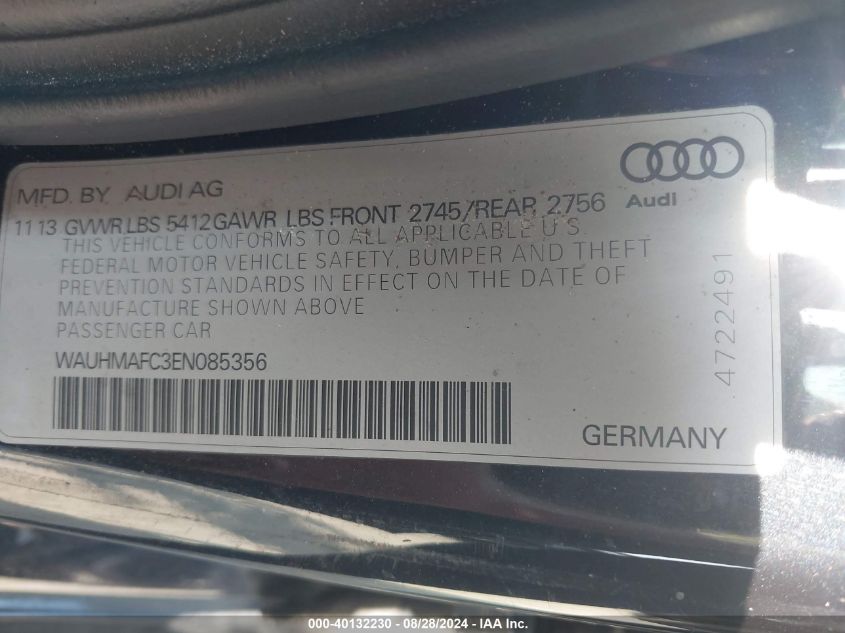 MFD. BY AUDI AG
Audi
11 13 GVWR LBS 5412 GAWR LBS FRONT 2745/REAR 2756
THIS VEHICLE CONFORMS TO ALL APPLICABLE U S.
FEDERAL MOTOR VEHICLE SAFETY, BUMPER AND THEFT
PREVENTION STANDARDS IN EFFECT ON THE DATE OF
MANUFACTURE SHOWN ABOVE
PASSENGER CAR
WAUHMAFC3EN085356
4722491
GERMANY
000-40132230 - 08/28/2024 - IAA Inc.